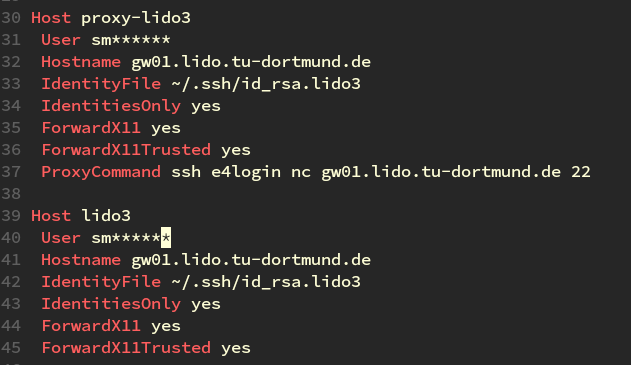 30 Host proxy-lido3
31  User sm******
32  Hostname gw01.lido.tu-dortmund.de
33  IdentityFile ~/.ssh/id_rsa.lido3
34  IdentitiesOnly yes
35  ForwardX11 yes
36  ForwardX11Trusted yes
37  ProxyCommand ssh e4login nc gw01.lido.tu-dortmund.de 22
38
39 Host lido3
40  User sm******
41  Hostname gw01.lido.tu-dortmund.de
42  IdentityFile ~/.ssh/id_rsa.lido3
43  IdentitiesOnly yes
44  ForwardX11 yes
45  ForwardX11Trusted yes